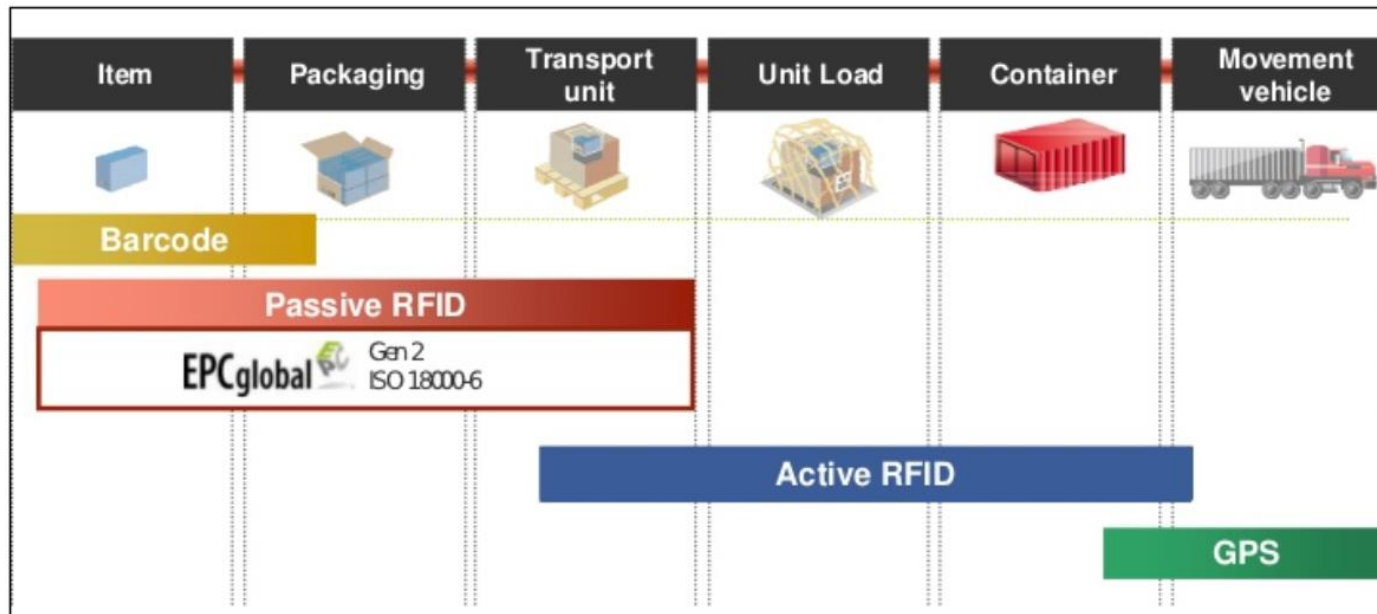 Item
Packaging
Transport
unit
Unit Load
Container
Movement
vehicle
Barcode
Passive RFID
EPCglobal
Gen 2
ISO 18000-6
Active RFID
GPS